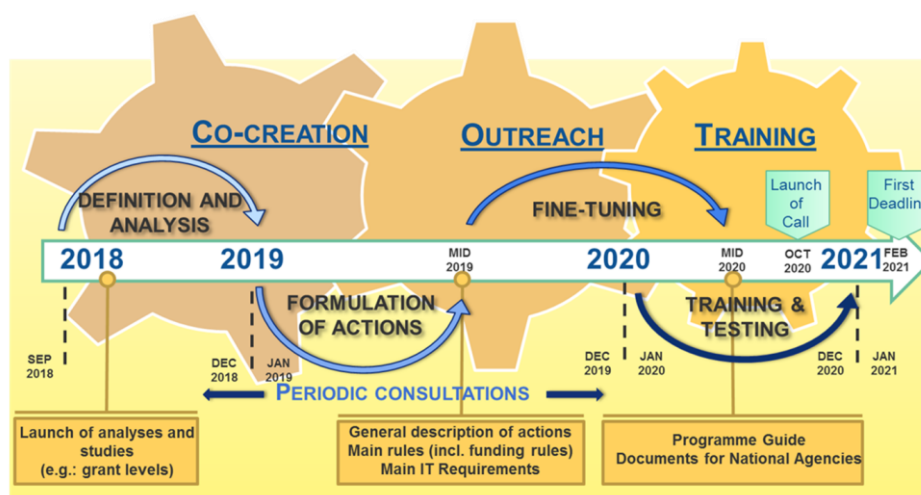 CO-CREATION
OUTREACH
TRAINING
DEFINITION AND
ANALYSIS
FINE-TUNING
Launch
of
Call
First
Deadlin
2018
2019
MID
2019
2020
MID
2020
OCT
2020
2021
FEB
2021
FORMULATION
OF ACTIONS
TRAINING &
TESTING
SEP
2018
DEC
2018
JAN
2019
DEC
2019
JAN
2020
DEC
2020
JAN
2021
PERIODIC CONSULTATIONS
Launch of analyses and
studies
(e.g.: grant levels)
General description of actions
Main rules (incl. funding rules)
Main IT Requirements
Programme Guide
Documents for National Agencies